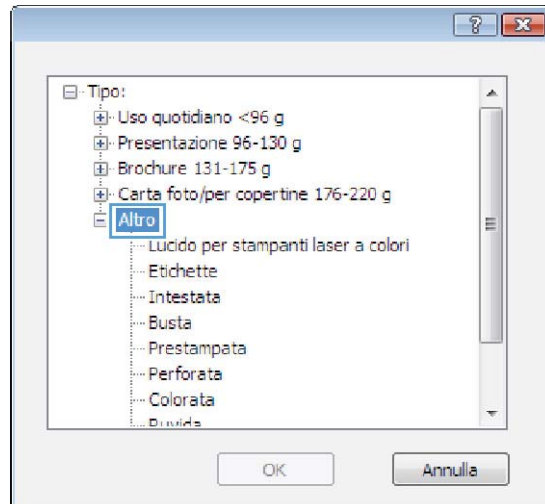 Tipo:
Uso quotidiano <96 g
Presentazione 96-130 g
Brochure 131-175 g
Carta foto/per copertine 176-220 g
Altro
Lucido per stampanti laser a colori
Etichette
Intestata
Busta
Prestampata
Perforata
Colorata
Ruvida
OK
Annulla